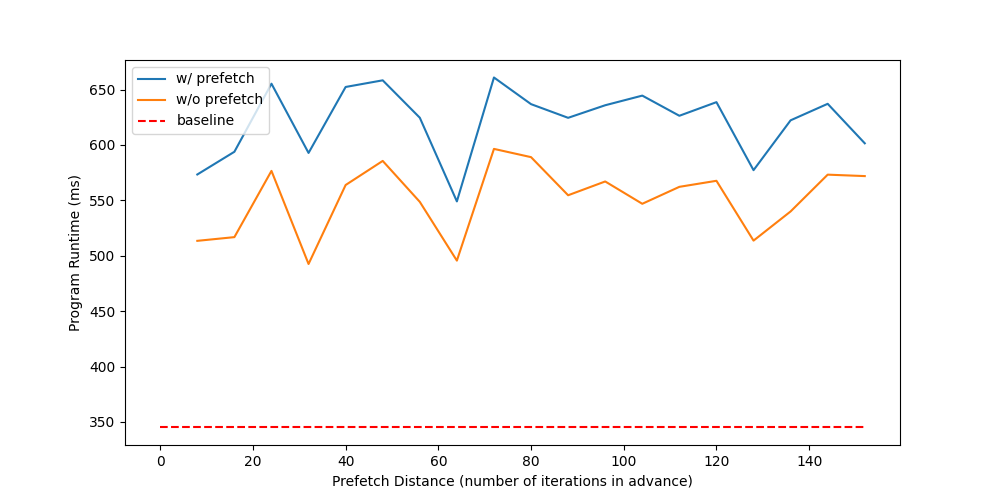 w/ prefetch
w/o prefetch
baseline
650
600
550
500
450
400
350
Program Runtime (ms)
0 20 40 60 80 100 120 140
Prefetch Distance (number of iterations in advance)